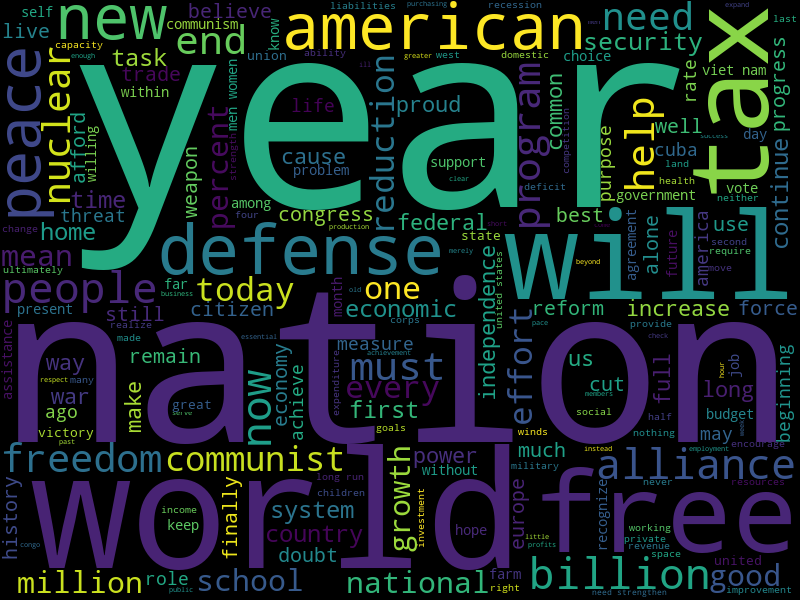 self
communism
believe
liabilities
purchasing
recession
expand
last
know
american
new
end
need
live
union
ability
west
domestic
choice
security
capacity
task
enough
greater
tax
progress
trade
within
year
peace
nuclear
afford
willing
men
women
life
reduction
proud
program
common
rate
viet nam
percent
cause
problem
support
purpose
help
well
day
cuba
land
success
strength
ill
competition
health
time
weapon
among
clear
deficit
government
vote
neither
threat
four
congress
federal
best
continue
change
home
production
short
defense
will
state
alone
use
america
second
require
mean
ultimately
merely
agreement
future
move
beyond
people
far
business
today
old
one
independence
united states
present
still
citizen
month
economic
reform
increase
force
realize
made
corps
pace
provide
assistance
nation
essential
measure
effort
check
way
remain
economy
achieve
achievement
must
us
full
job
beginning
respect
many
make
now
every
cut
members
long
hour
war
expenditure
ago
great
serve
first
social
half
budget
victory
goals
nothing
may
past
winds
encourage
freedom
communist
growth
power
much
instead
employment
without
military
alliance
history
world
long run
europe
free
never
resources
finally
children
recognize
income
system
investment
hope
working
keep
country
private
congo
doubt
little
revenue
profits
space
united
million
role
school
national
farm
billion
good
public
right
need strengthen
improvement